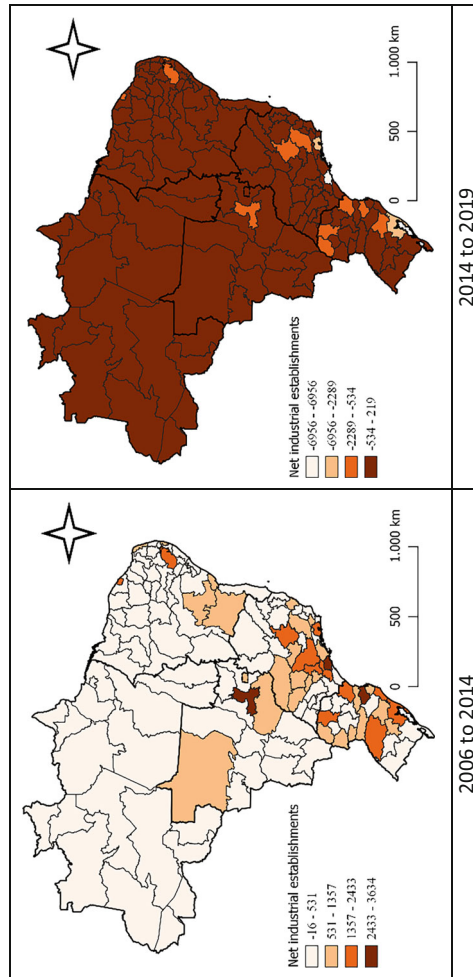 Net industrial establishments
-6956 - -6956
-6956 - -2289
-2289 - -534
-534 - 219
0 500 1.000 km
2014 to 2019
Net industrial establishments
-16 - 531
531 - 1357
1357 - 2433
2433 - 3634
0 500 1.000 km
2006 to 2014